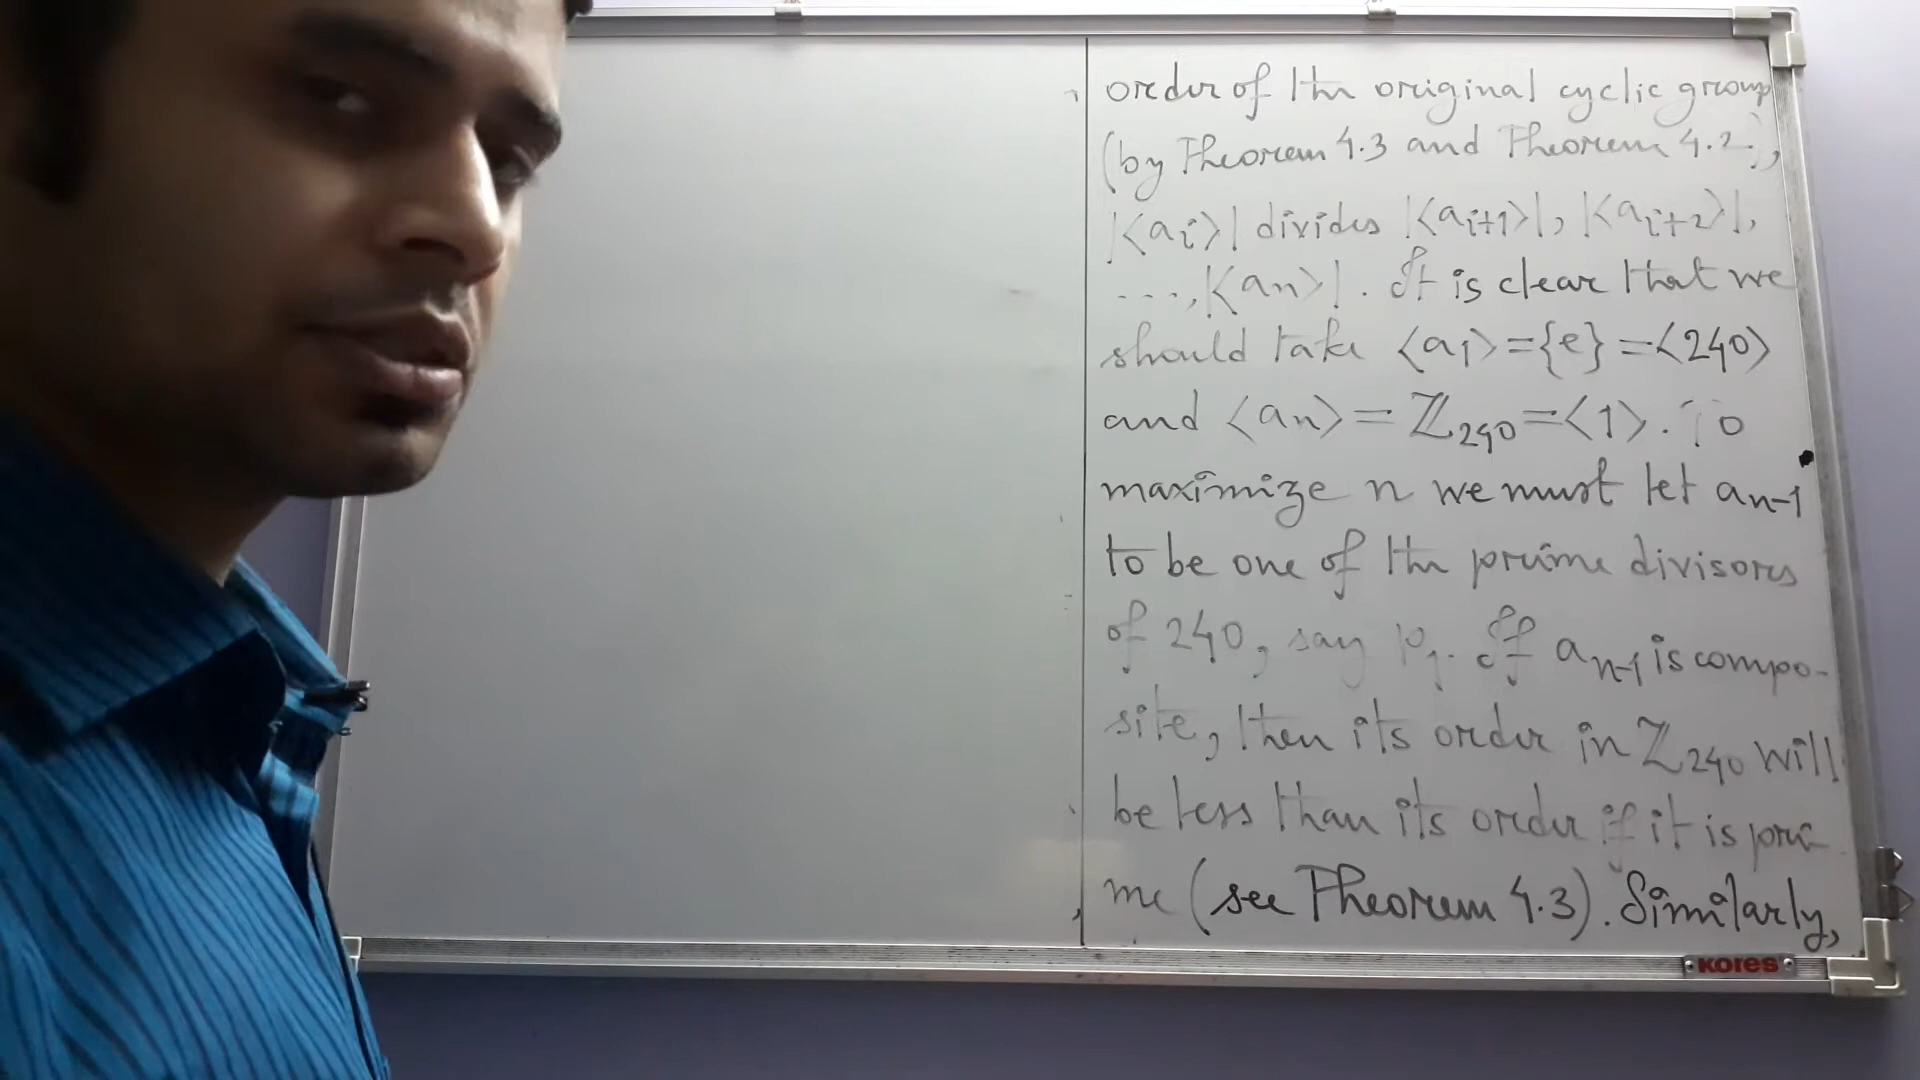 order of the original cyclic group
(by Theorem 4.3 and Theorem 4.2),
|⟨a_i⟩| divides |⟨a_{i+1}⟩|, |⟨a_{i+2}⟩|,
..., |⟨a_n⟩|. It is clear that we
should take ⟨a_1⟩={e}=⟨240⟩
and ⟨a_n⟩=ℤ_{240}=⟨1⟩. To
maximize n we must let a_{n-1}
to be one of the prime divisors
of 240, say p_1. If a_{n-1} is compo-
site, then its order in ℤ_{240} will
be less than its order if it is pri-
me (see Theorem 4.3). Similarly,
KORES